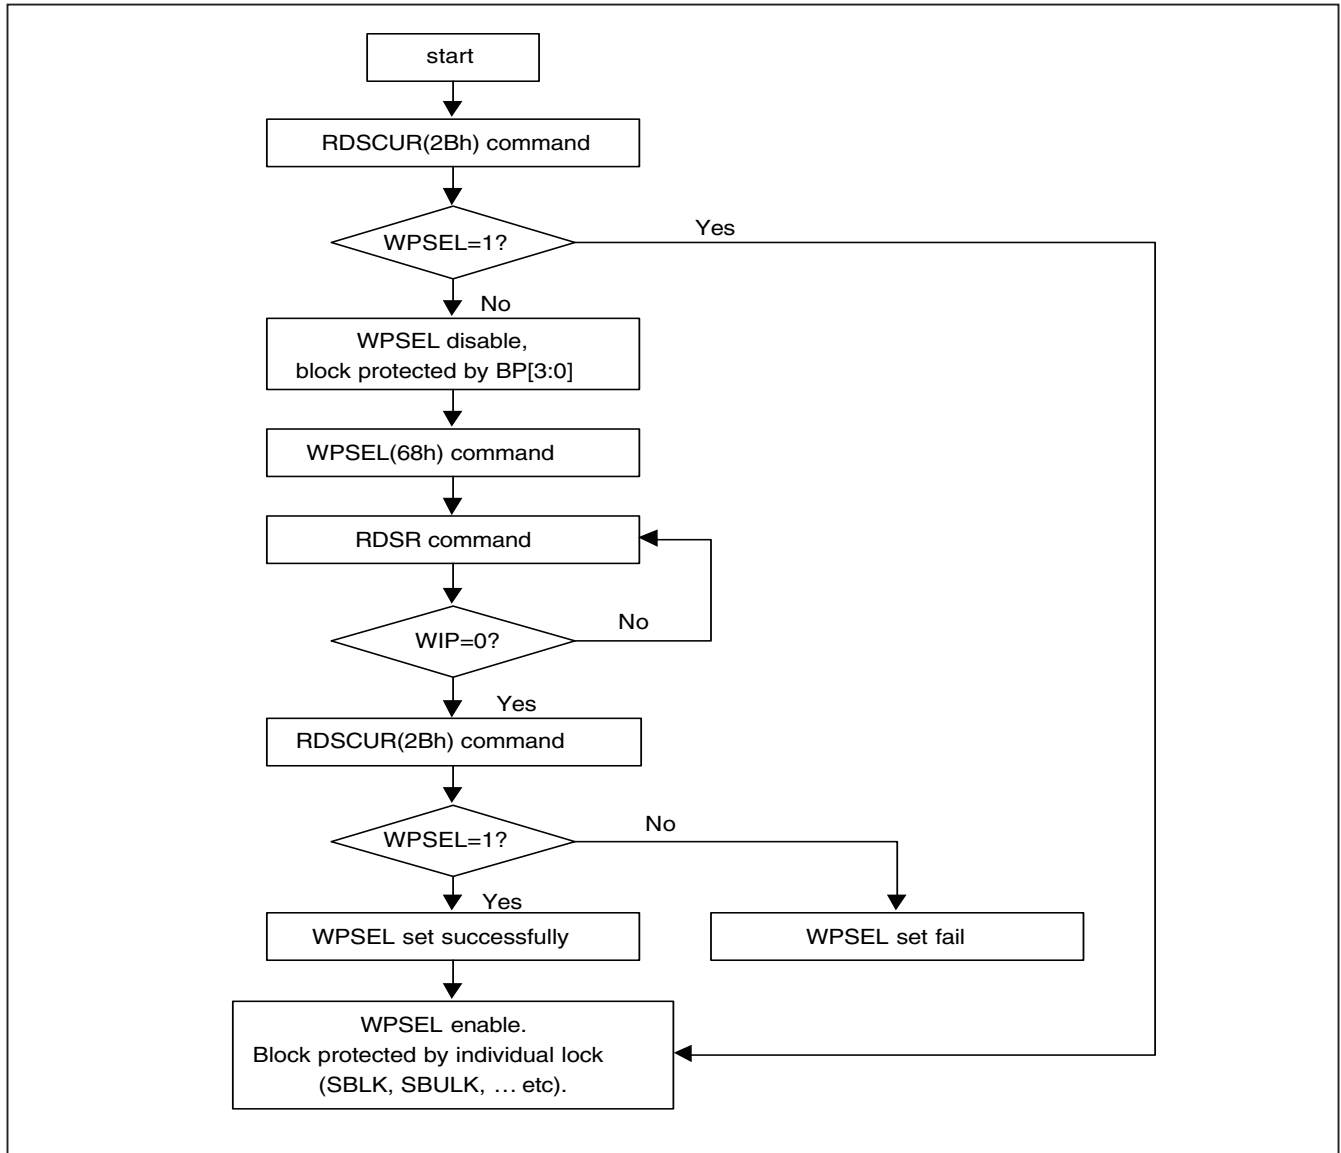 start
RDSCUR(2Bh) command
WPSEL=1?
Yes
No
WPSEL disable,
block protected by BP[3:0]
WPSEL(68h) command
RDSR command
WIP=0?
No
Yes
RDSCUR(2Bh) command
WPSEL=1?
No
Yes
WPSEL set successfully
WPSEL set fail
WPSEL enable.
Block protected by individual lock
(SBLK, SBULK, … etc).